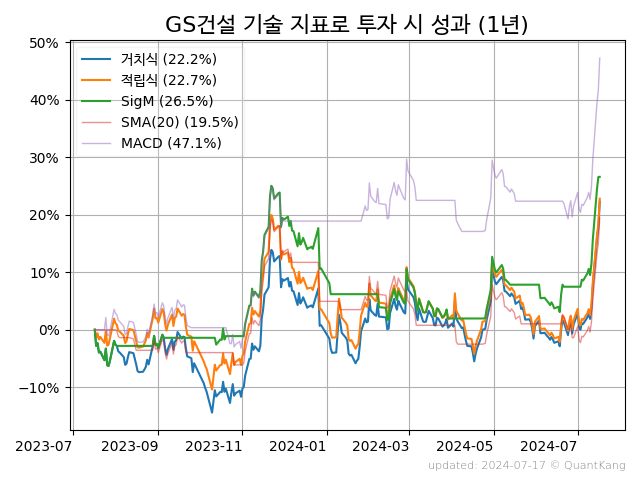 GS건설 기술 지표로 투자 시 성과 (1년)
50%
40%
30%
20%
10%
0%
−10%
거치식 (22.2%)
적립식 (22.7%)
SigM (26.5%)
SMA(20) (19.5%)
MACD (47.1%)
2023-07 2023-09 2023-11 2024-01 2024-03 2024-05 2024-07
updated: 2024-07-17 © QuantKang